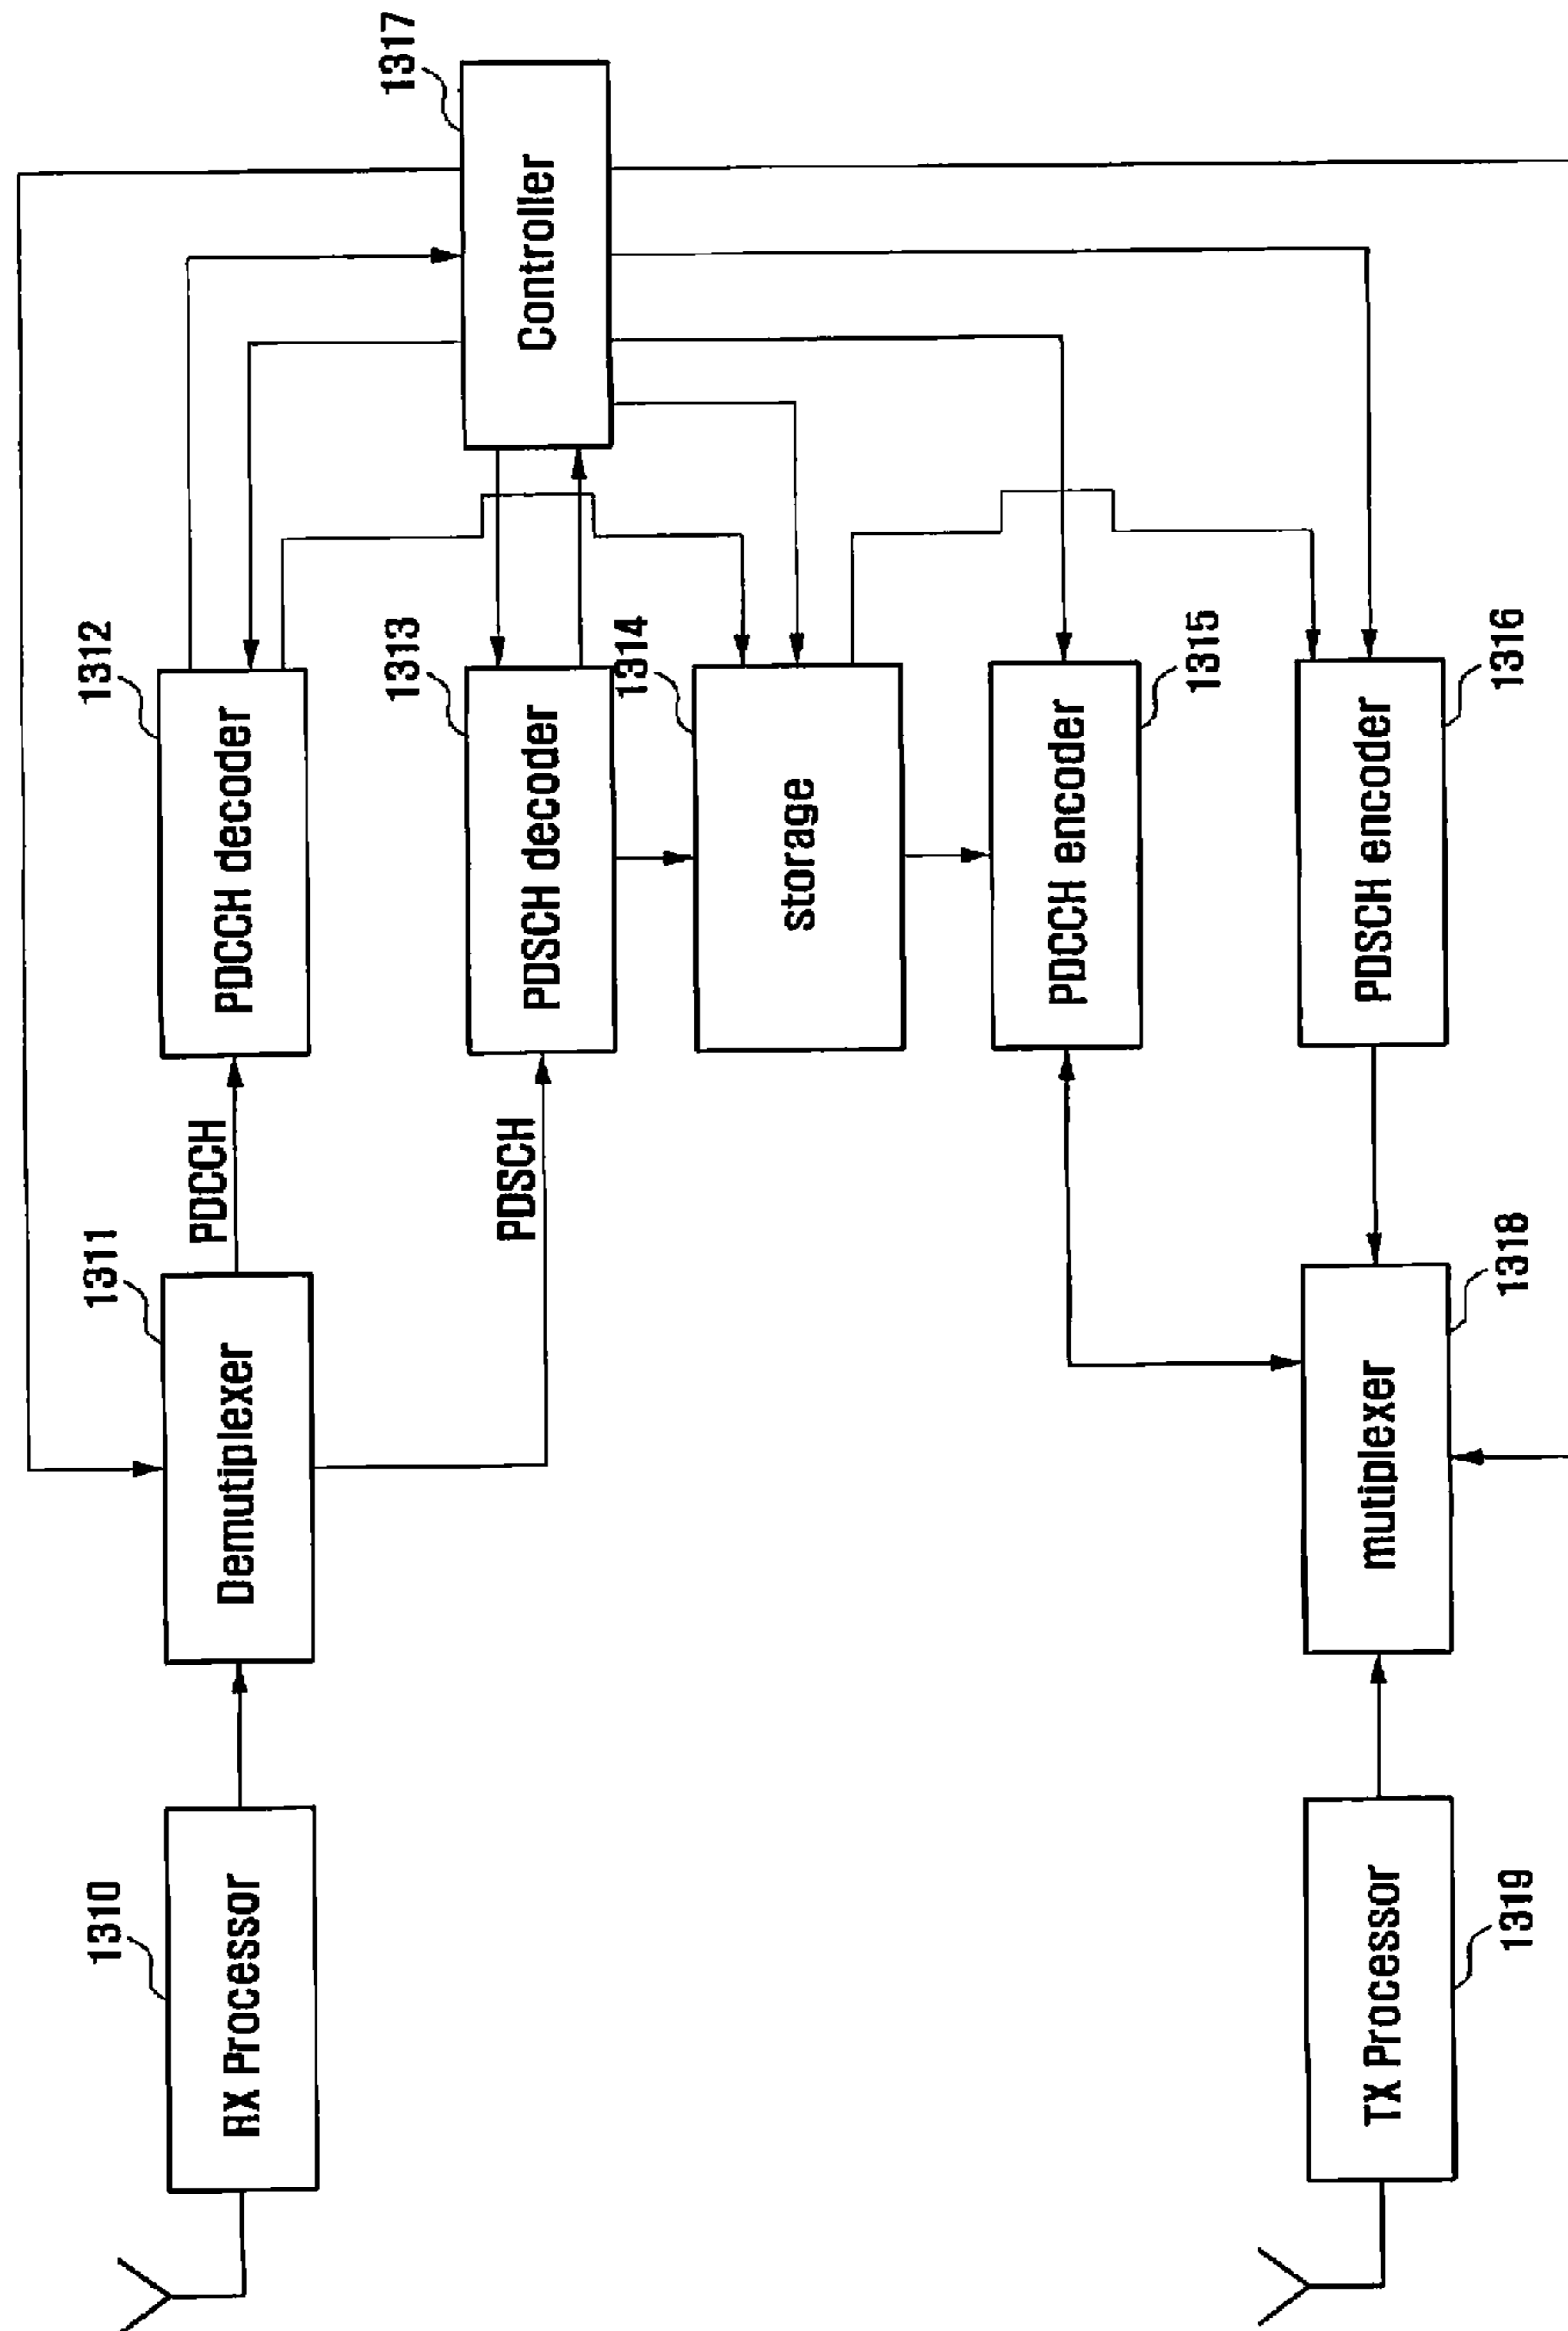 1310
RX Processor
1311
Demutiplexer
PDCCH
PDSCH
1312
PDCCH decoder
1313
PDSCH decoder
1314
storage
1315
PDCCH encoder
1316
PDSCH encoder
1317
Controller
1318
mutiplexer
1319
TX Processor